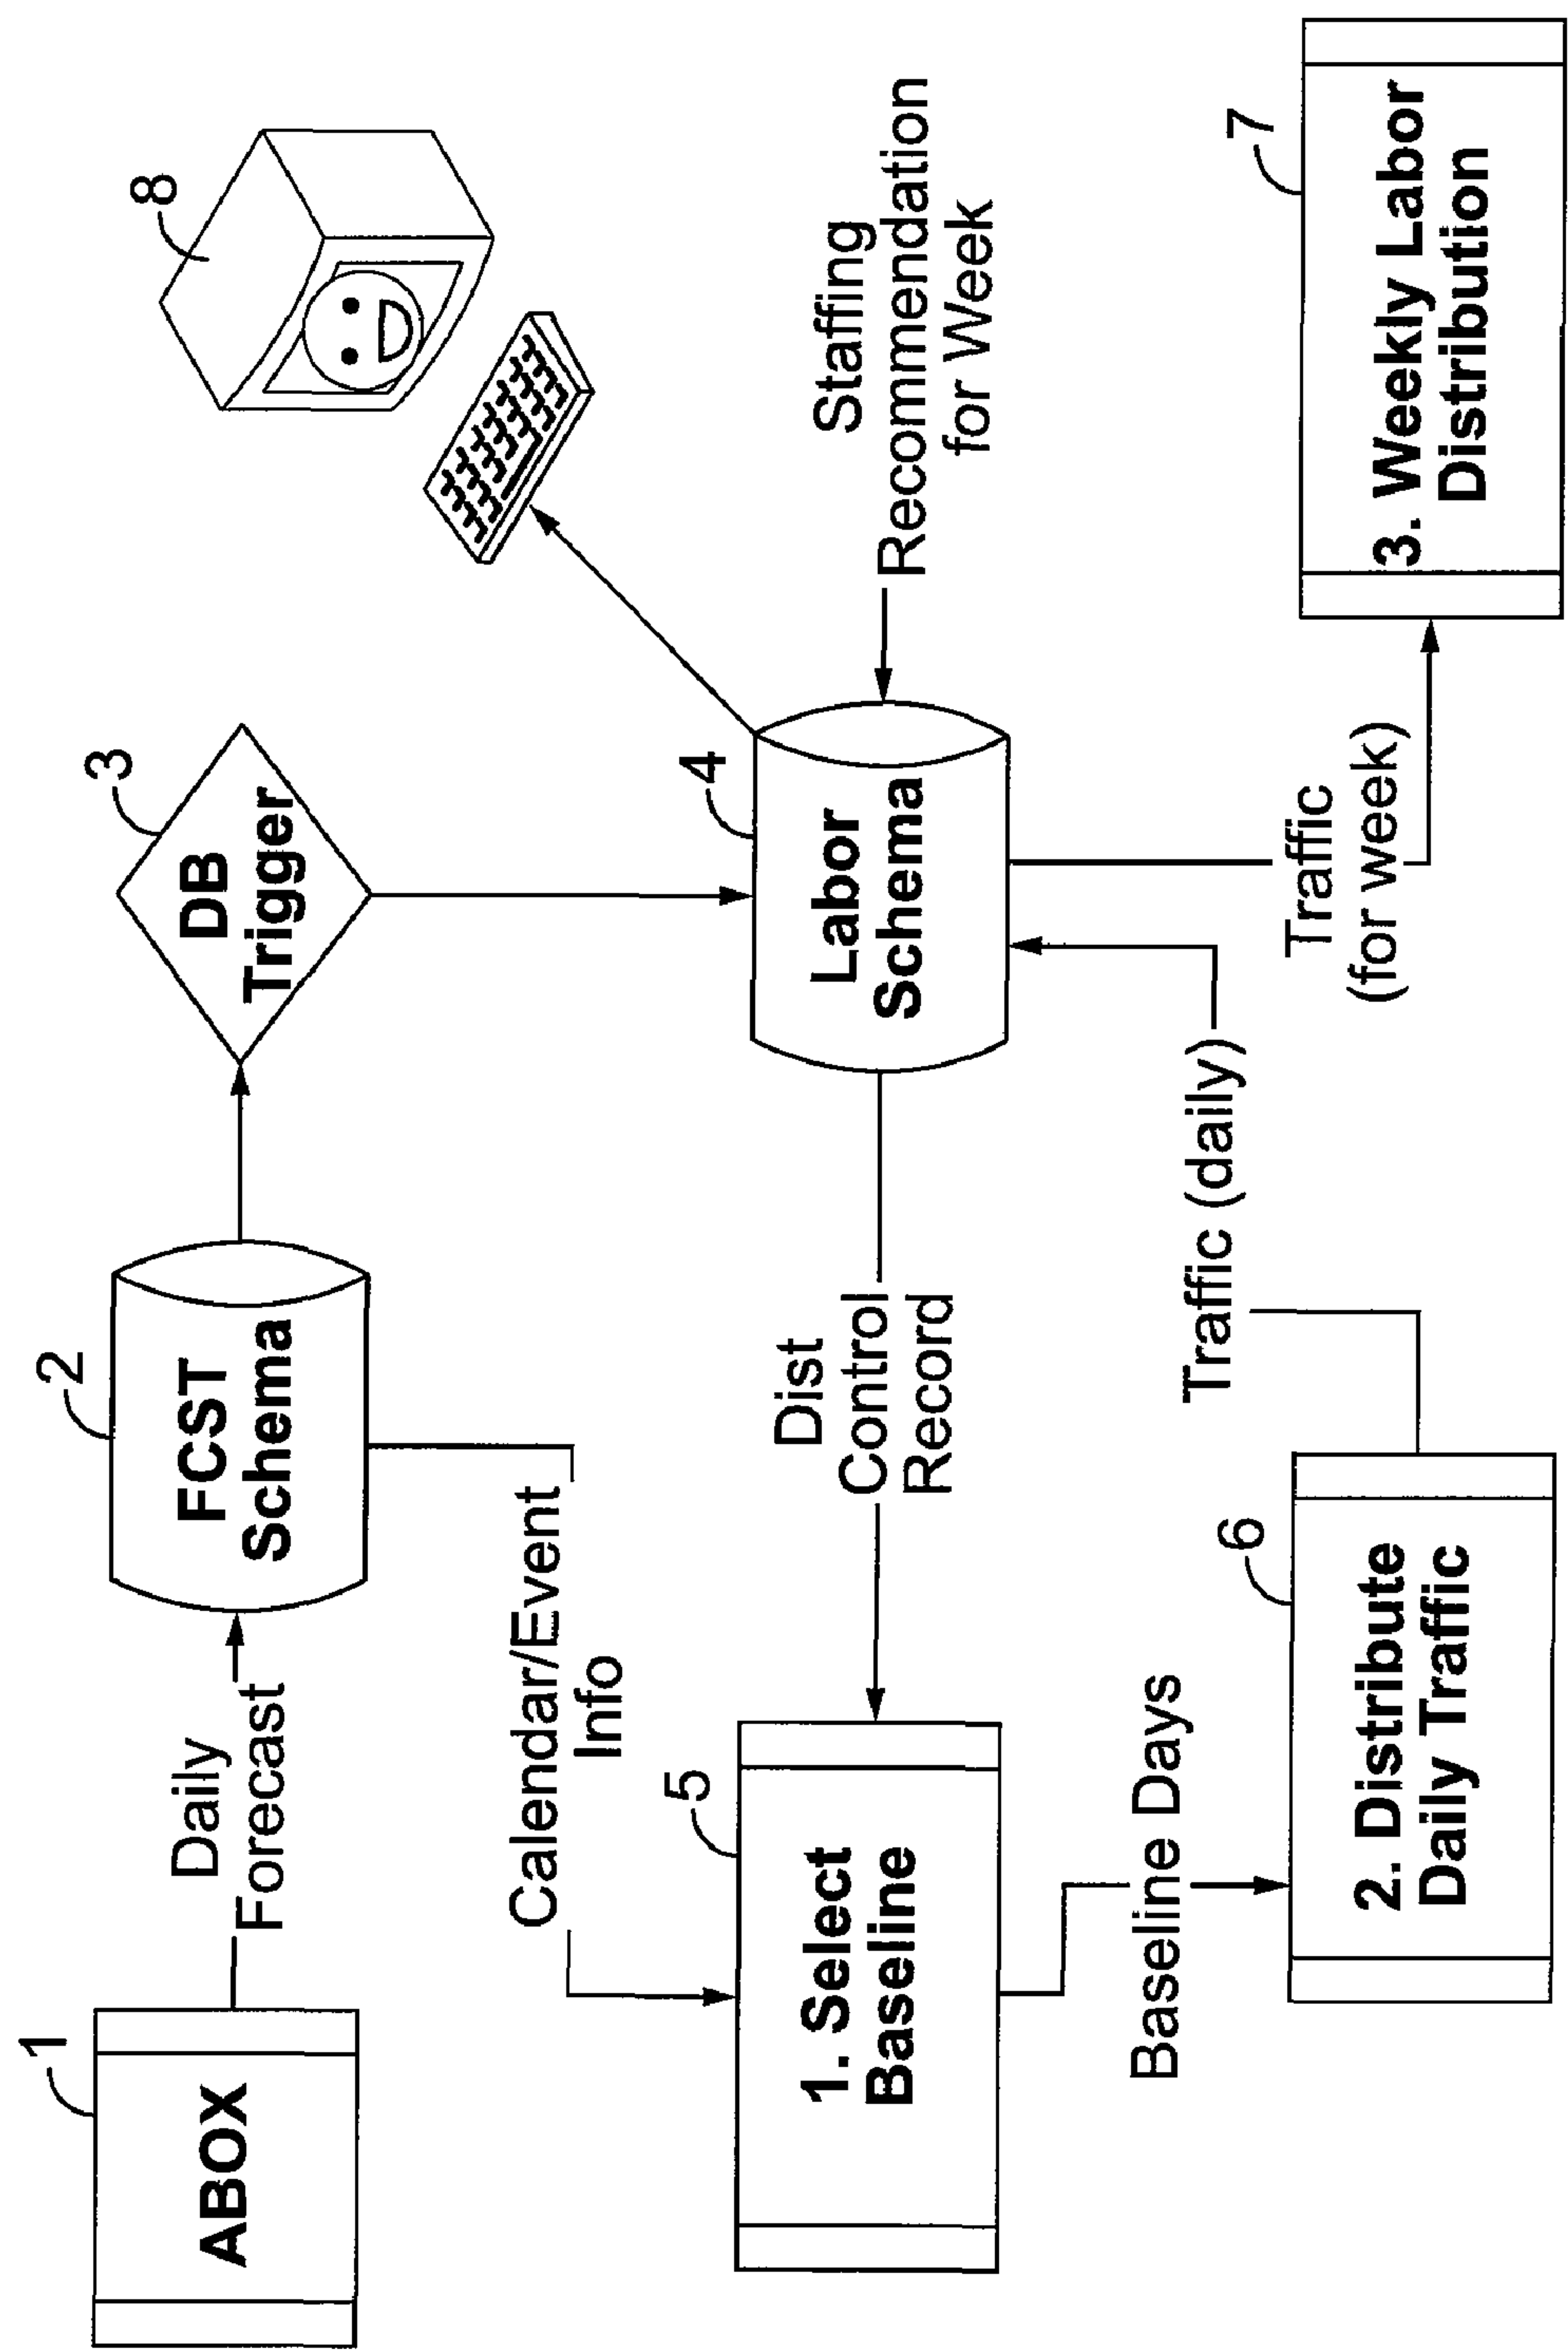 1
ABOX
Daily
Forecast
2
FCST
Schema
3
DB
Trigger
8
Calendar/Event
Info
5
1. Select
Baseline
Dist
Control
Record
4
Labor
Schema
Staffing
Recommendation
for Week
Baseline Days
6
2. Distribute
Daily Traffic
Traffic (daily)
Traffic
(for week)
7
3. Weekly Labor
Distribution